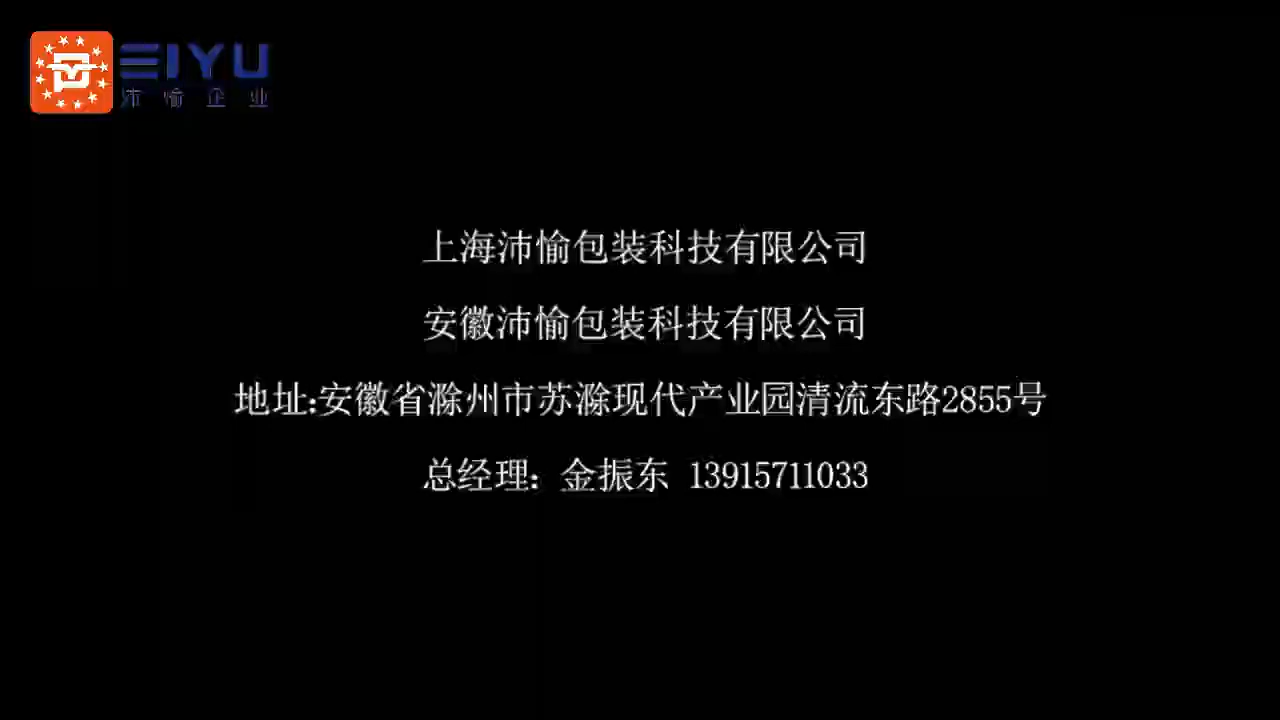 EIYU
沛愉企业
上海沛愉包装科技有限公司
安徽沛愉包装科技有限公司
地址:安徽省滁州市苏滁现代产业园清流东路2855号
总经理：金振东 13915711033